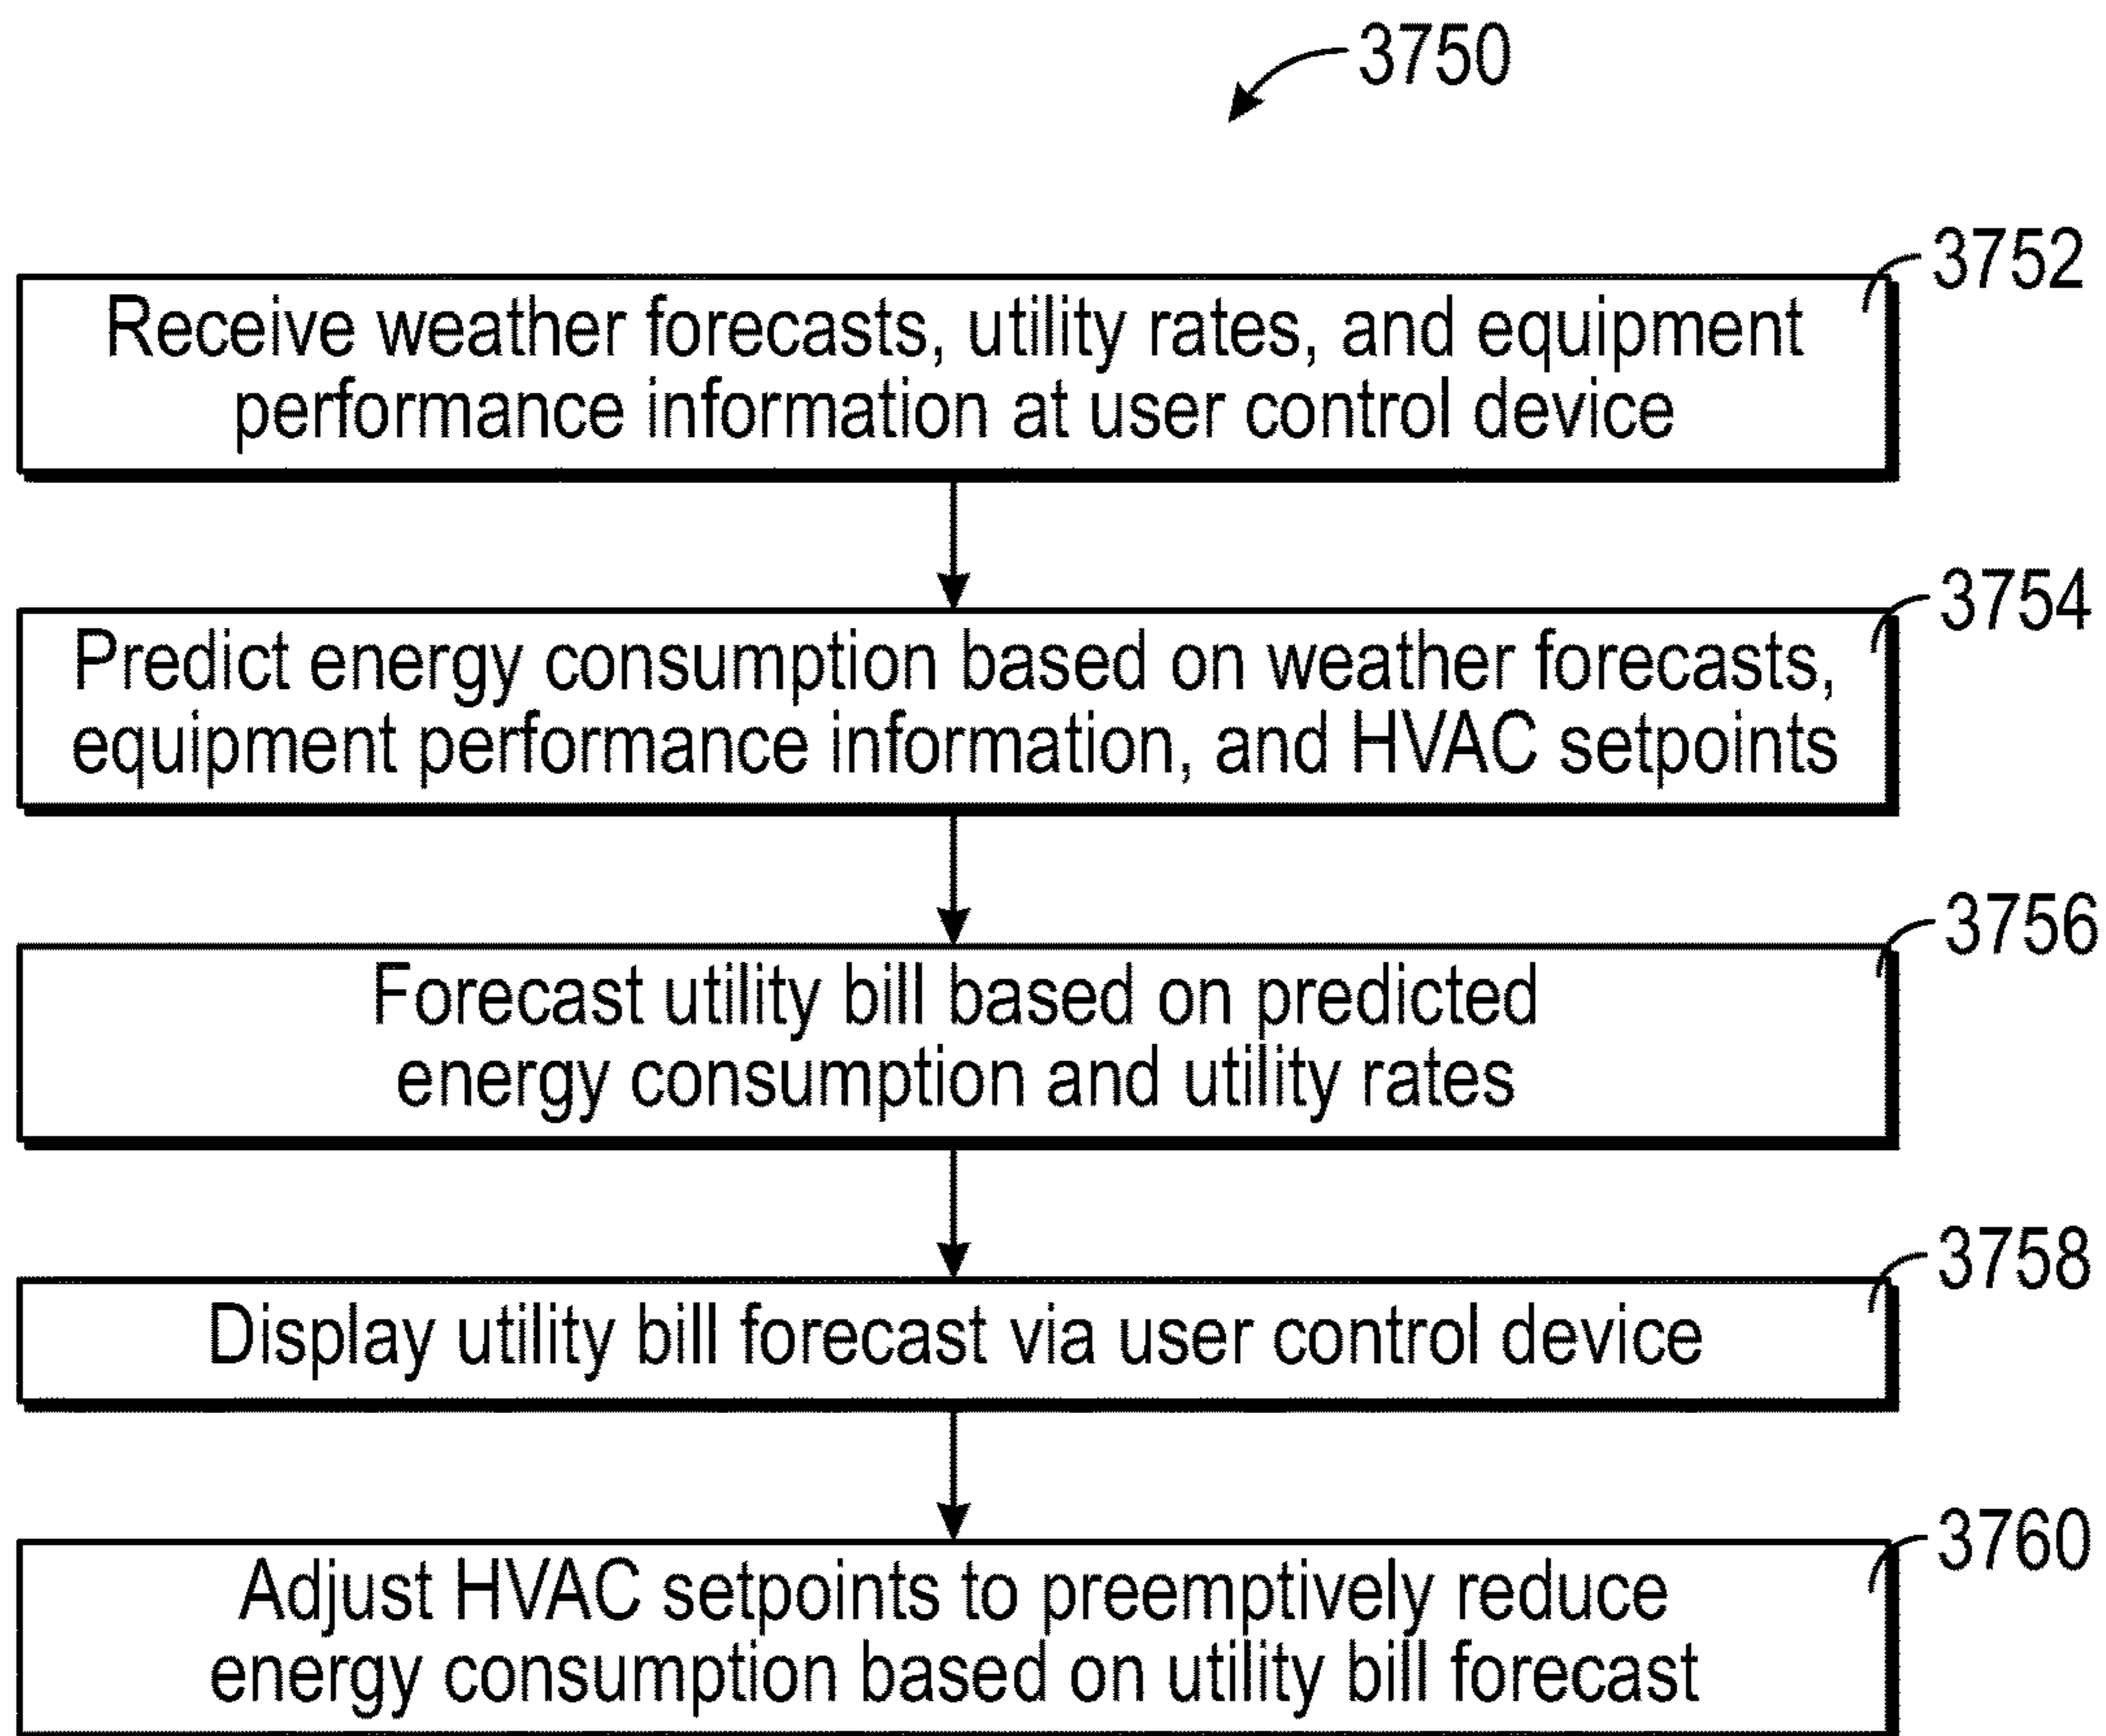 3750
3752
Receive weather forecasts, utility rates, and equipment
performance information at user control device
3754
Predict energy consumption based on weather forecasts,
equipment performance information, and HVAC setpoints
3756
Forecast utility bill based on predicted
energy consumption and utility rates
3758
Display utility bill forecast via user control device
3760
Adjust HVAC setpoints to preemptively reduce
energy consumption based on utility bill forecast